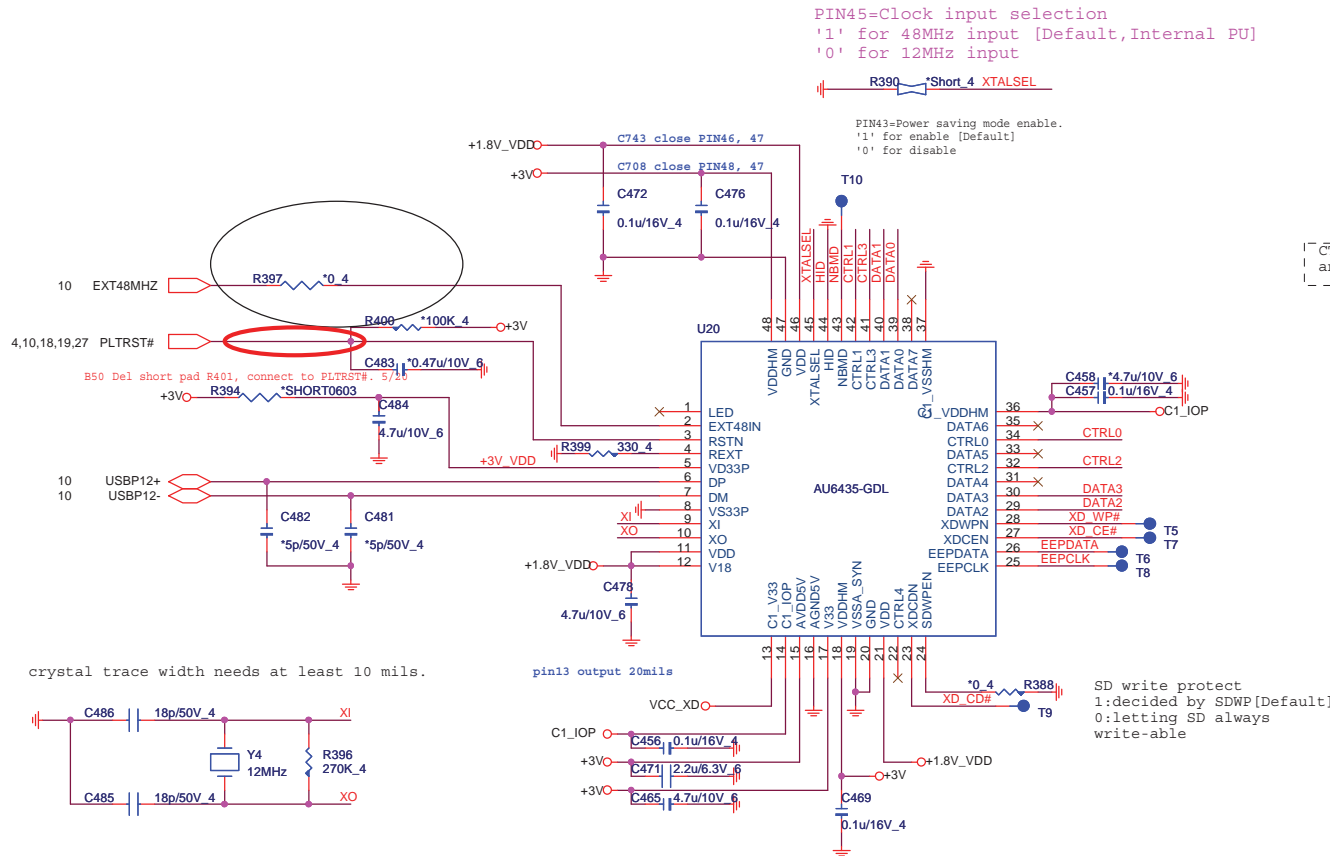 PIN45=Clock input selection
'1' for 48MHz input [Default,Internal PU]
'0' for 12MHz input
R390 *Short_4 XTALSEL
PIN43=Power saving mode enable.
'1' for enable [Default]
'0' for disable
+1.8V_VDD
C743 close PIN46, 47
+3V
C708 close PIN48, 47
C472
0.1u/16V_4
C476
0.1u/16V_4
T10
XTALSEL
HID
NBMD
CTRL1
CTRL3
DATA1
DATA0
10 EXT48MHZ
R397 *0_4
R400 *100K_4 +3V
4,10,18,19,27 PLTRST#
C483 *0.47u/10V_6
B50 Del short pad R401, connect to PLTRST#. 5/20
+3V R394 *SHORT0603
C484
4.7u/10V_6
R399 330_4
+3V_VDD
10 USBP12+
10 USBP12-
C482
*5p/50V_4
C481
*5p/50V_4
XI
XO
+1.8V_VDD
C478
4.7u/10V_6
U20
AU6435-GDL
48 VDDHM
47 GND
46 VDD
45 XTALSEL
44 HID
43 NBMD
42 CTRL1
41 CTRL3
40 DATA1
39 DATA0
38 DATA7
37 C1_VSSHM
1 LED
2 EXT48IN
3 RSTN
4 REXT
5 VD33P
6 DP
7 DM
8 VS33P
9 XI
10 XO
11 VDD
12 V18
C1_VDDHM 36
DATA6 35
CTRL0 34
DATA5 33
CTRL2 32
DATA4 31
DATA3 30
DATA2 29
XDWPN 28
XDCEN 27
EEPDATA 26
EEPCLK 25
13 C1_V33
14 C1_IOP
15 AVDD5V
16 AGND5V
17 V33
18 VDDHM
19 VSSA_SYN
20 GND
21 VDD
22 CTRL4
23 XDCDN
24 SDWPEN
C458 *4.7u/10V_6
C457 0.1u/16V_4
C1_IOP
CTRL0
CTRL2
DATA3
DATA2
XD_WP# T5
XD_CE# T7
EEPDATA T6
EEPCLK T8
crystal trace width needs at least 10 mils.
C486 18p/50V_4 XI
Y4
12MHz
R396
270K_4
C485 18p/50V_4 XO
pin13 output 20mils
VCC_XD
C1_IOP
C456 0.1u/16V_4
+3V
C471 2.2u/6.3V_6
+3V
C465 4.7u/10V_6
*0_4 R388
XD_CD# T9
+1.8V_VDD
+3V
C469
0.1u/16V_4
SD write protect
1:decided by SDWP[Default]
0:letting SD always
write-able